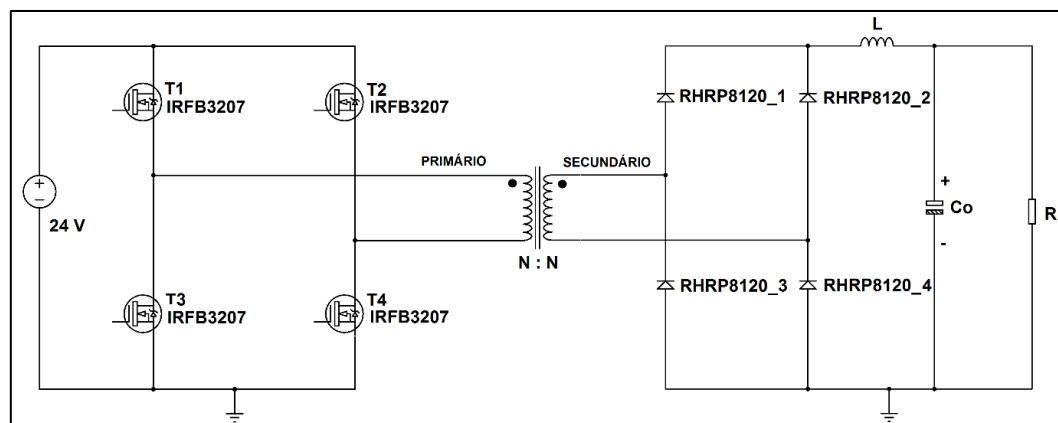 L
T1
IRFB3207
T2
IRFB3207
RHRP8120_1
RHRP8120_2
PRIMÁRIO
SECUNDÁRIO
+
-
24 V
+
Co
-
R
N : N
T3
IRFB3207
T4
IRFB3207
RHRP8120_3
RHRP8120_4